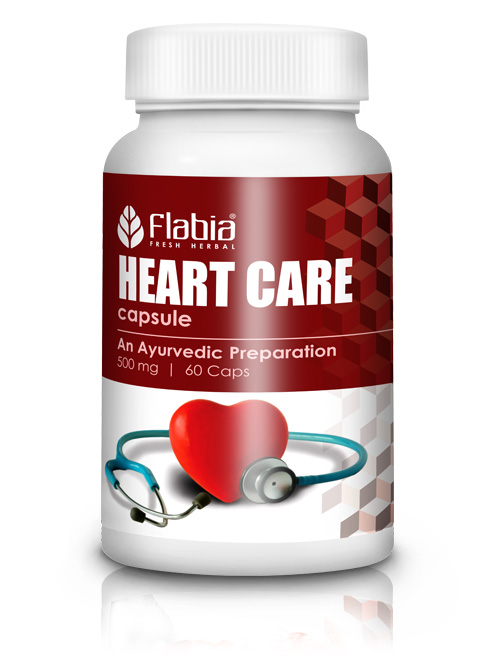 Flabia®
FRESH HERBAL
HEART CARE
capsule
An Ayurvedic Preparation
500 mg | 60 Caps